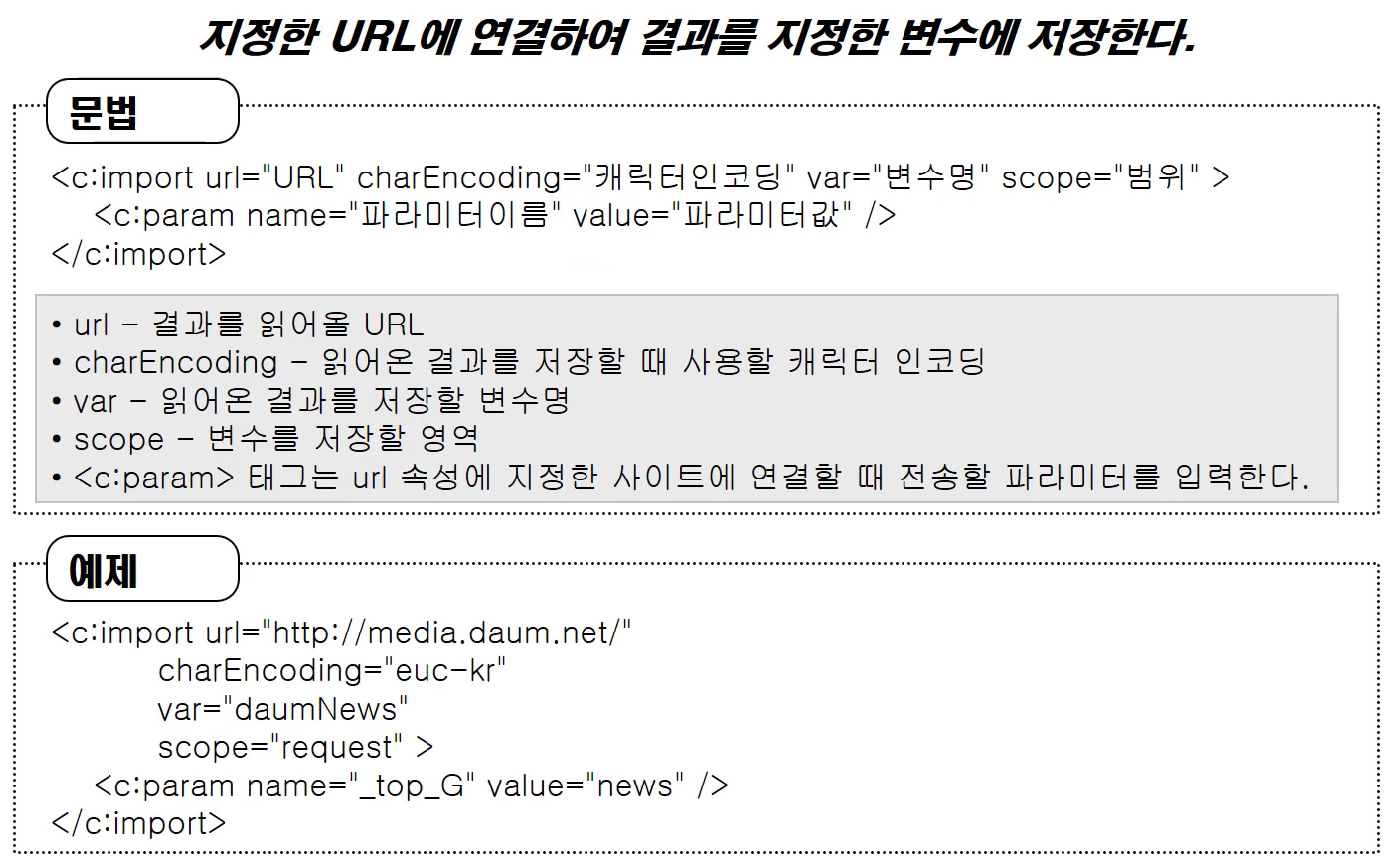 지정한 URL에 연결하여 결과를 지정한 변수에 저장한다.
문법
<c:import url="URL" charEncoding="캐릭터인코딩" var="변수명" scope="범위" >
<c:param name="파라미터이름" value="파라미터값" />
</c:import>
• url – 결과를 읽어올 URL
• charEncoding - 읽어온 결과를 저장할 때 사용할 캐릭터 인코딩
• var - 읽어온 결과를 저장할 변수명
• scope - 변수를 저장할 영역
• <c:param> 태그는 url 속성에 지정한 사이트에 연결할 때 전송할 파라미터를 입력한다.
예제
<c:import url="http://media.daum.net/"
charEncoding="euc-kr"
var="daumNews"
scope="request" >
<c:param name="_top_G" value="news" />
</c:import>